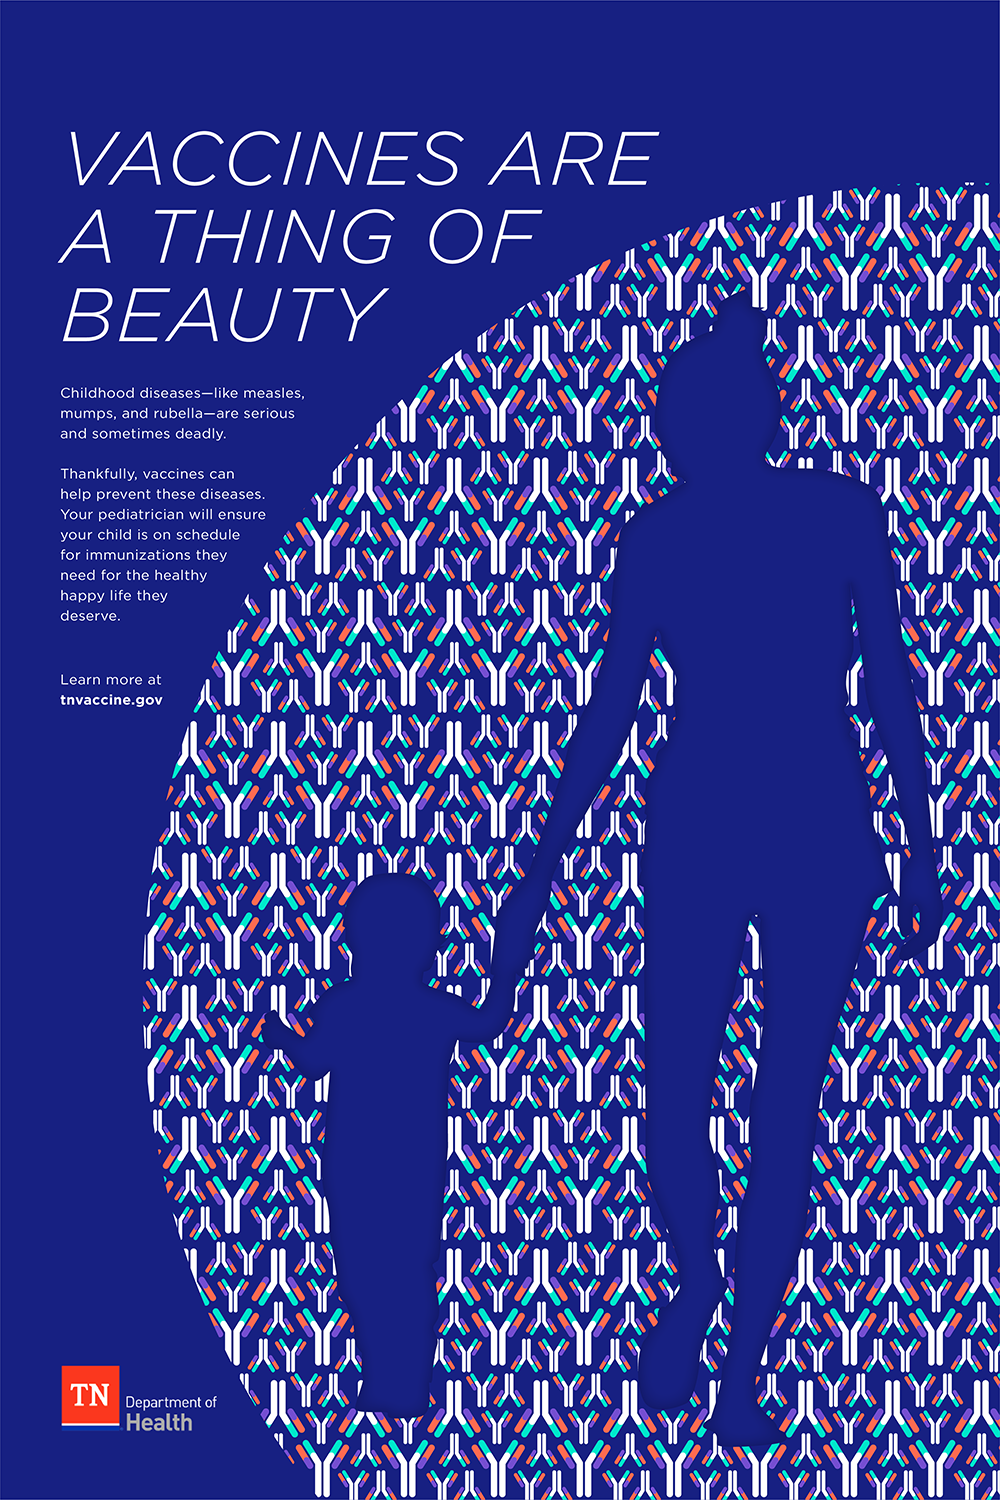 VACCINES ARE
A THING OF
BEAUTY
Childhood diseases—like measles,
mumps, and rubella—are serious
and sometimes deadly.
Thankfully, vaccines can
help prevent these diseases.
Your pediatrician will ensure
your child is on schedule
for immunizations they
need for the healthy
happy life they
deserve.
Learn more at
tnvaccine.gov
TN
Department of
Health